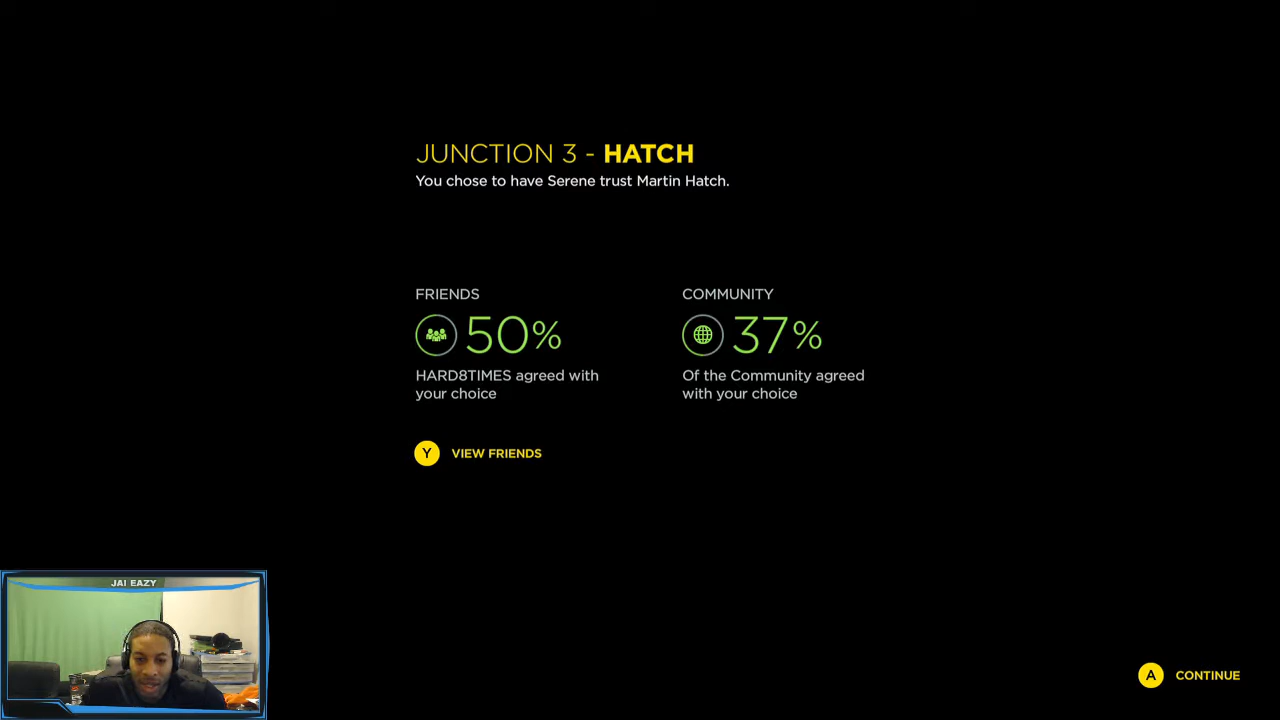 JUNCTION 3 - HATCH
You chose to have Serene trust Martin Hatch.
FRIENDS
50%
HARD8TIMES agreed with
your choice
COMMUNITY
37%
Of the Community agreed
with your choice
Y VIEW FRIENDS
JAI EAZY
A CONTINUE